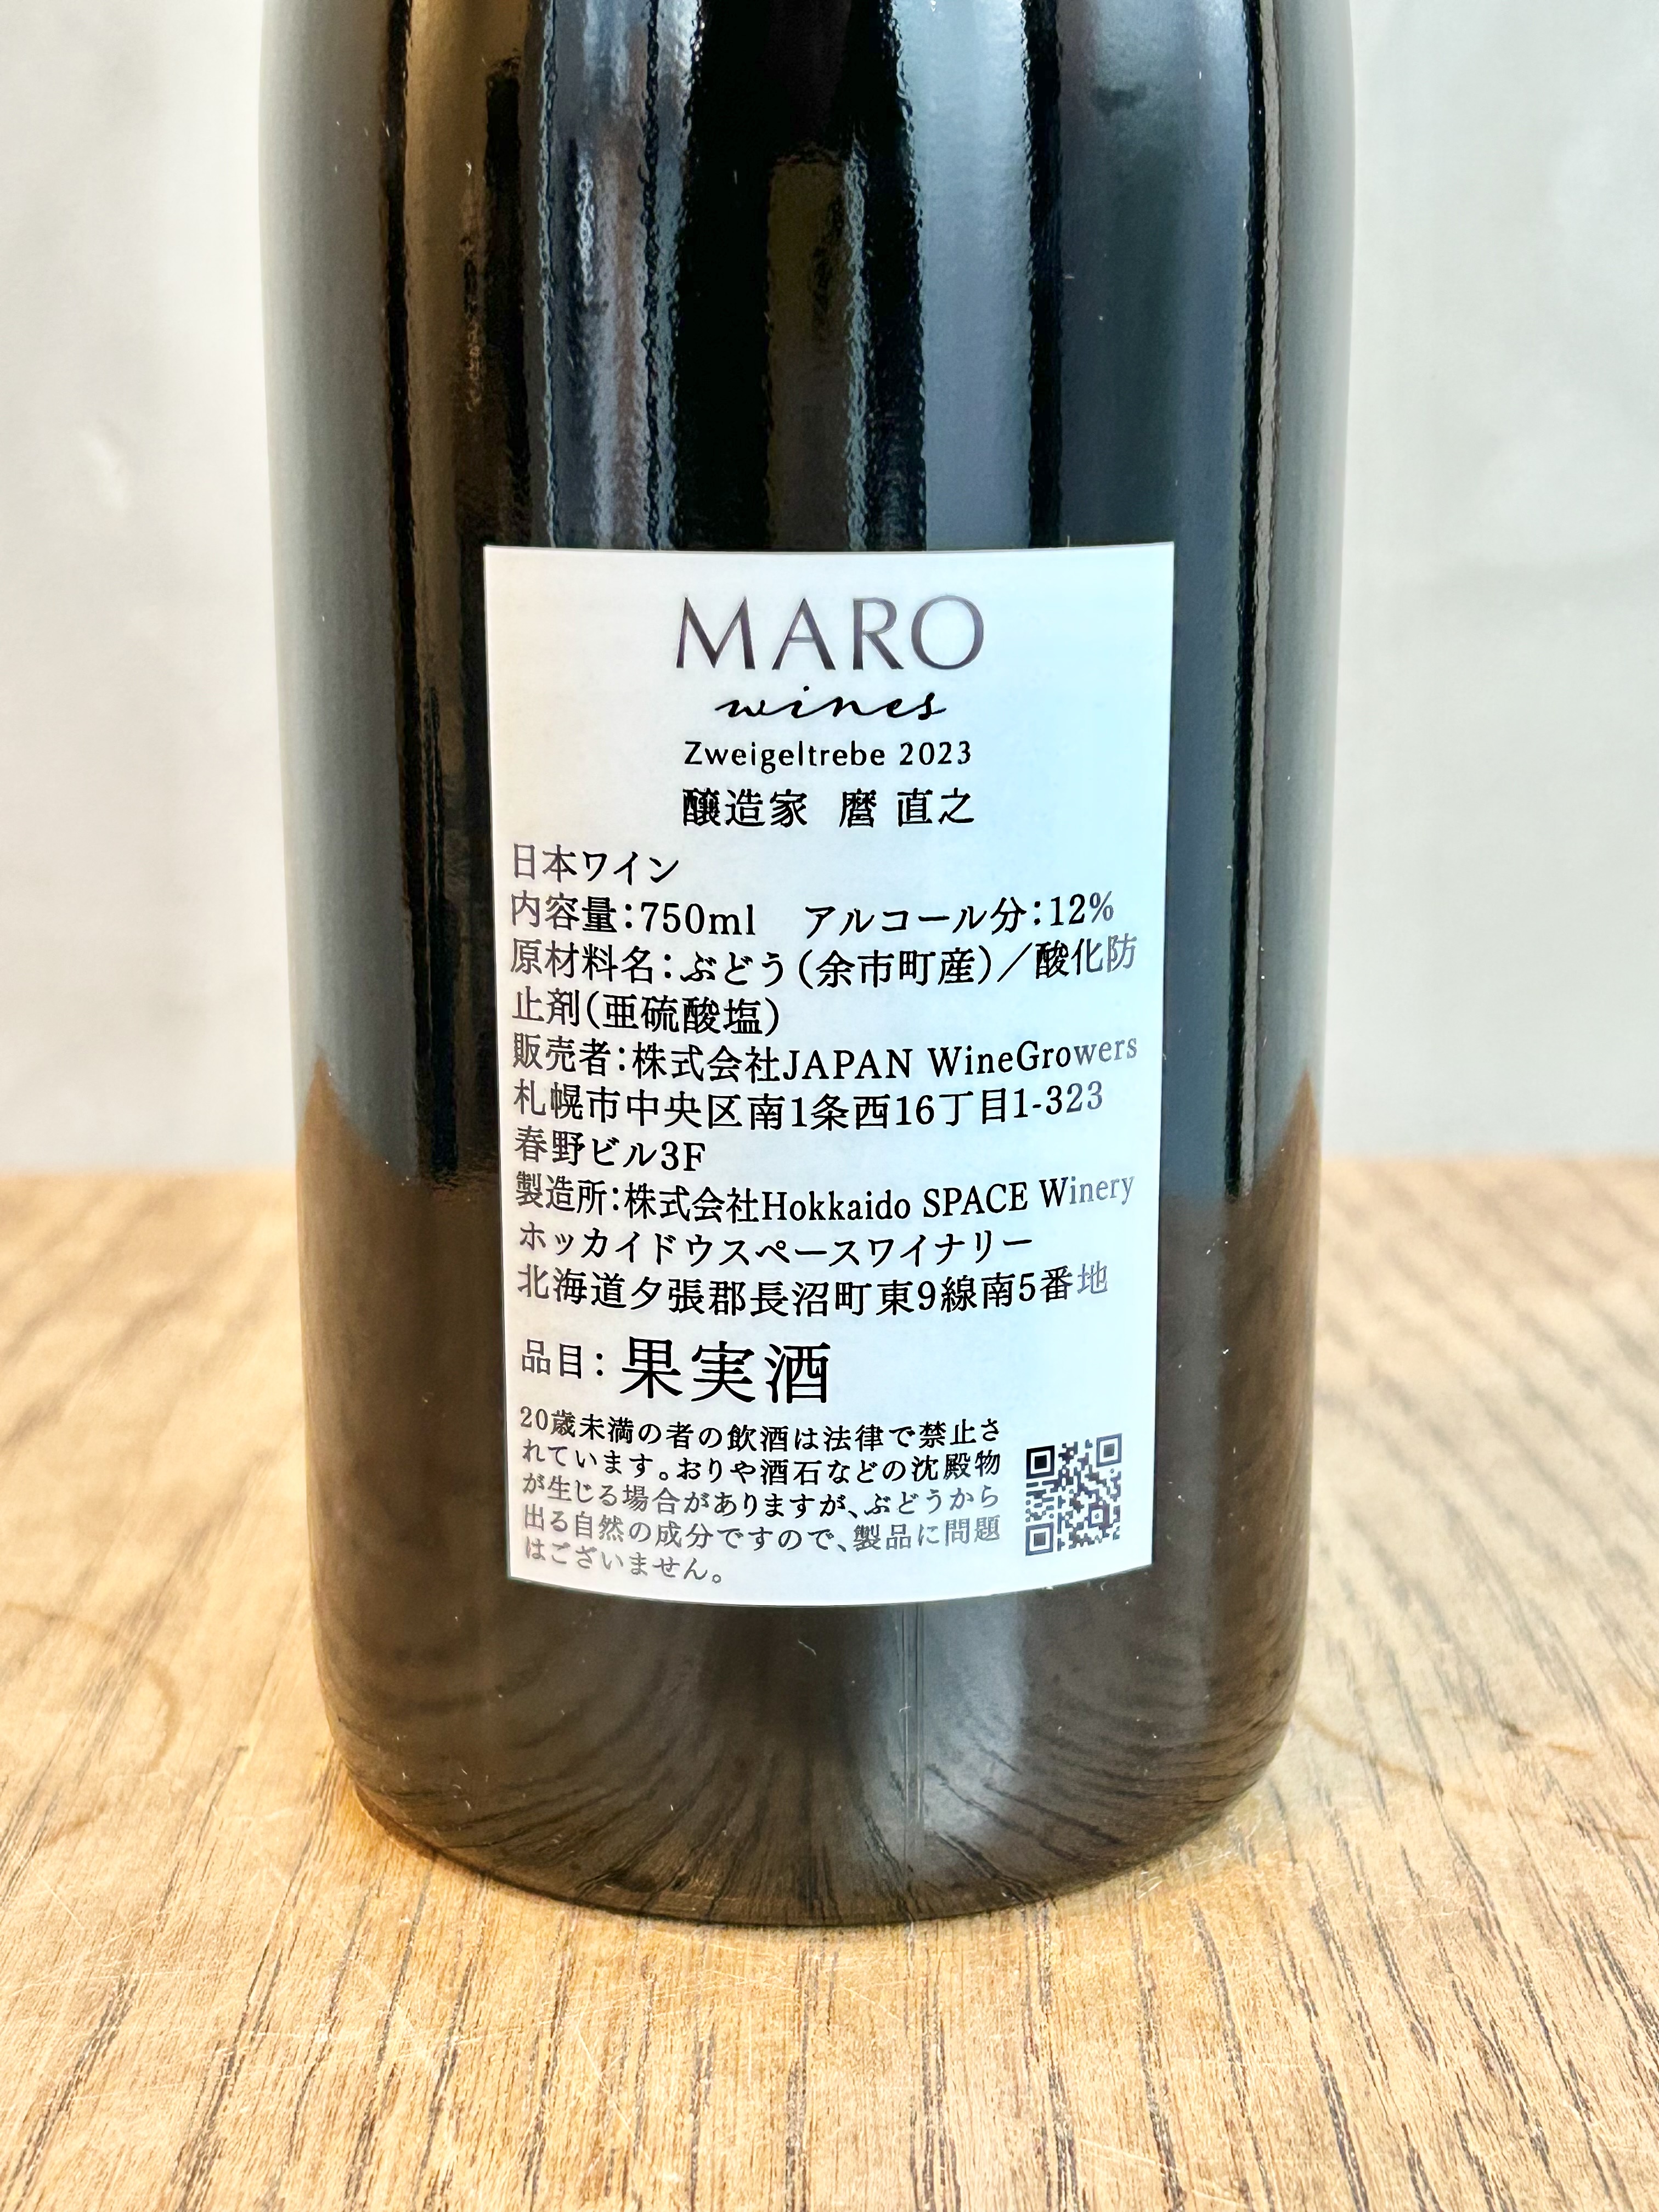 MARO
wines
Zweigeltrebe 2023
醸造家 麿 直之
日本ワイン
内容量:750ml アルコール分:12%
原材料名:ぶどう(余市町産)/酸化防
止剤(亜硫酸塩)
販売者:株式会社JAPAN WineGrowers
札幌市中央区南1条西16丁目1-323
春野ビル3F
製造所:株式会社Hokkaido SPACE Winery
ホッカイドウスペースワイナリー
北海道夕張郡長沼町東9線南5番地
品目:果実酒
20歳未満の者の飲酒は法律で禁止さ
れています。おりや酒石などの沈殿物
が生じる場合がありますが、ぶどうから
出る自然の成分ですので、製品に問題
はございません。